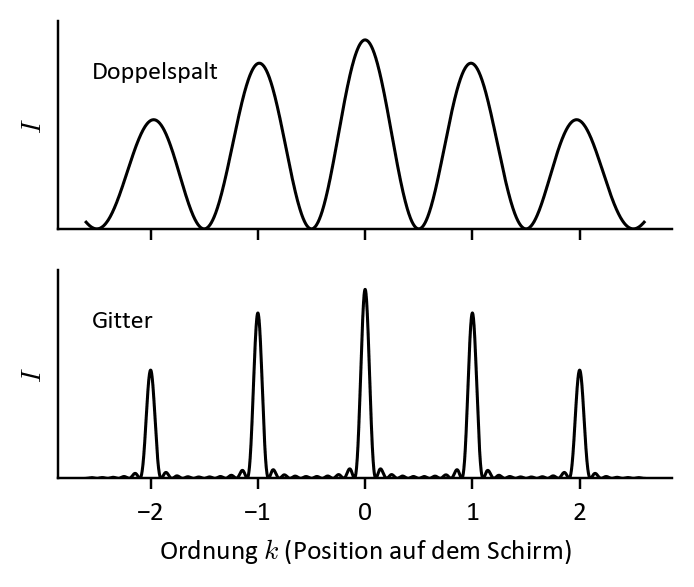 Doppelspalt
I
Gitter
I
−2 −1 0 1 2
Ordnung k (Position auf dem Schirm)